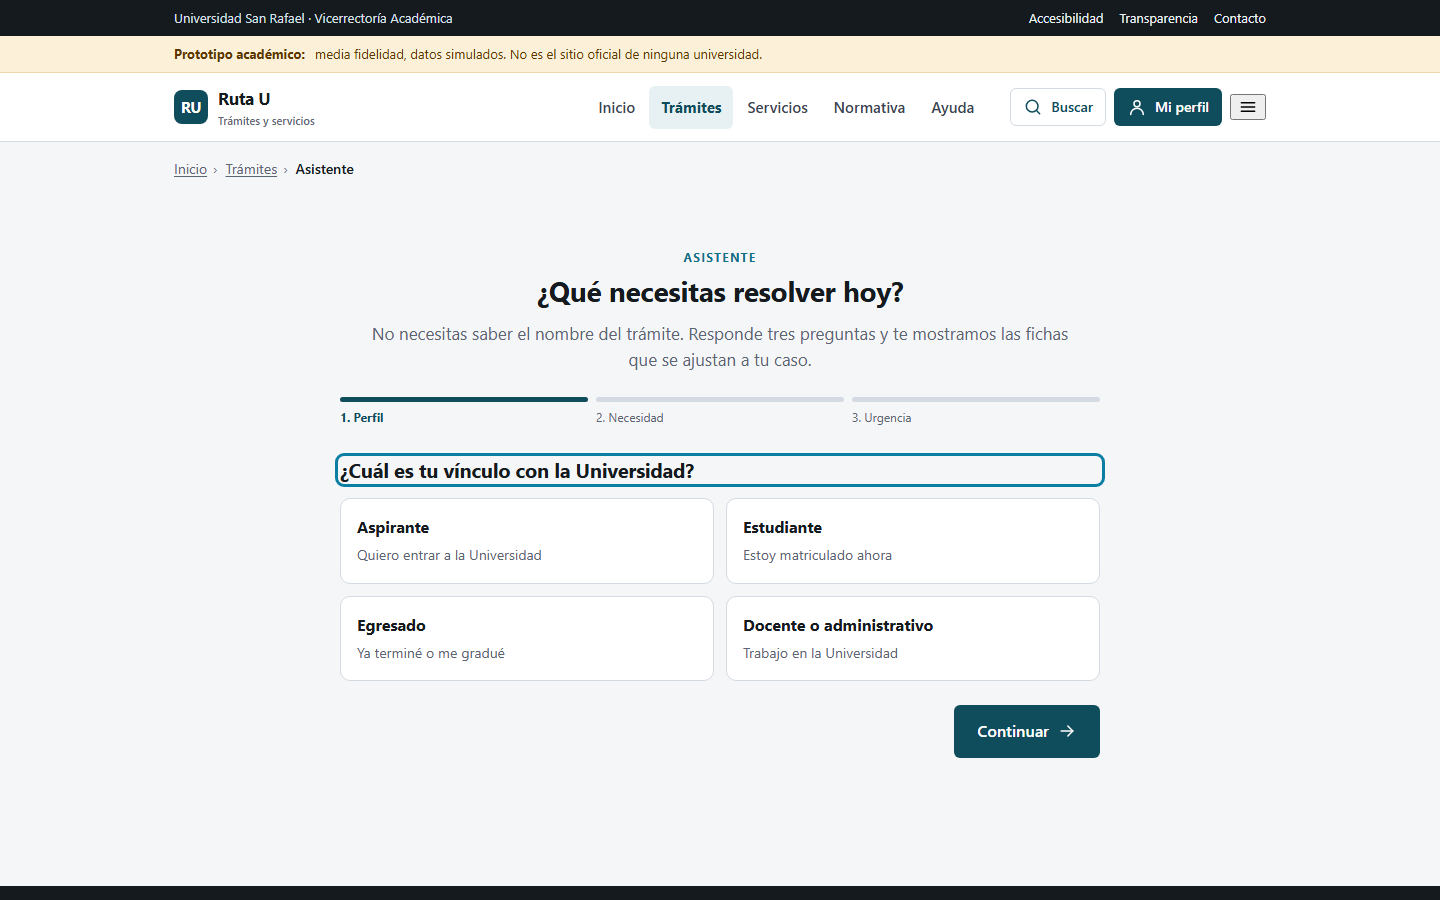 Universidad San Rafael · Vicerrectoría Académica
Accesibilidad Transparencia Contacto
Prototipo académico: media fidelidad, datos simulados. No es el sitio oficial de ninguna universidad.
RU
Ruta U
Trámites y servicios
Inicio Trámites Servicios Normativa Ayuda
Buscar
Mi perfil
Inicio › Trámites › Asistente
ASISTENTE
¿Qué necesitas resolver hoy?
No necesitas saber el nombre del trámite. Responde tres preguntas y te mostramos las fichas
que se ajustan a tu caso.
1. Perfil
2. Necesidad
3. Urgencia
¿Cuál es tu vínculo con la Universidad?
Aspirante
Quiero entrar a la Universidad
Estudiante
Estoy matriculado ahora
Egresado
Ya terminé o me gradué
Docente o administrativo
Trabajo en la Universidad
Continuar →